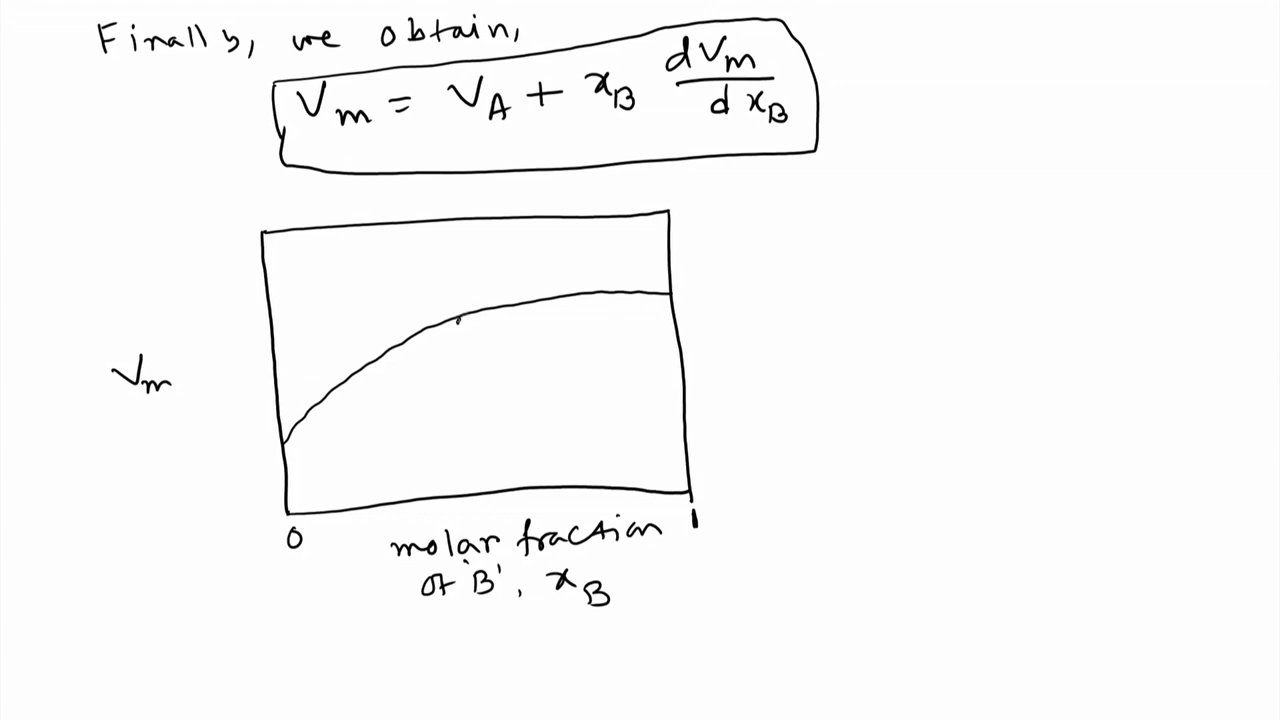 Finally, we obtain,
Vm = VA + xB dVm/dxB
Vm
0 1
molar fraction
of 'B', xB